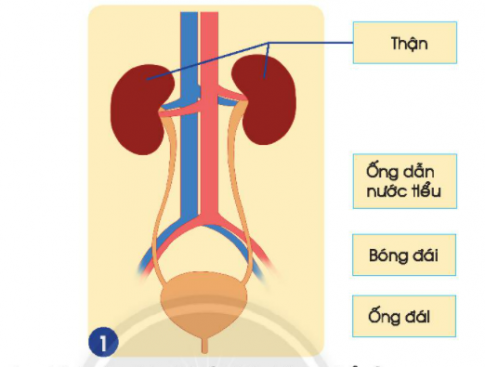 Thận
Ống dẫn
nước tiểu
Bóng đái
Ống đái
1